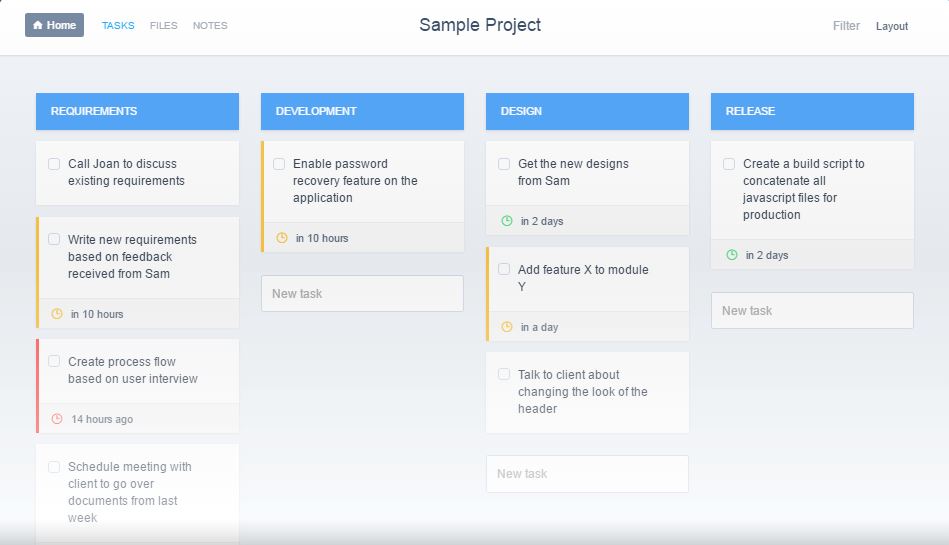 Home TASKS FILES NOTES Sample Project Filter Layout
REQUIREMENTS
Call Joan to discuss
existing requirements
Write new requirements
based on feedback
received from Sam
in 10 hours
Create process flow
based on user interview
14 hours ago
Schedule meeting with
client to go over
documents from last
week
DEVELOPMENT
Enable password
recovery feature on the
application
in 10 hours
New task
DESIGN
Get the new designs
from Sam
in 2 days
Add feature X to module
Y
in a day
Talk to client about
changing the look of the
header
New task
RELEASE
Create a build script to
concatenate all
javascript files for
production
in 2 days
New task